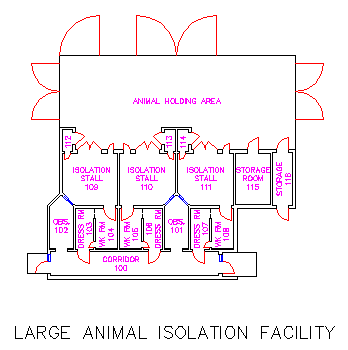 ANIMAL HOLDING AREA
112
113
114
ISOLATION
STALL
109
ISOLATION
STALL
110
ISOLATION
STALL
111
STORAGE
ROOM
115
STORAGE
116
OBS.
102
DRESS RM
103
WK RM
104
WK RM
105
DRESS RM
106
OBS.
101
DRESS RM
107
WK RM
108
CORRIDOR
100
LARGE ANIMAL ISOLATION FACILITY